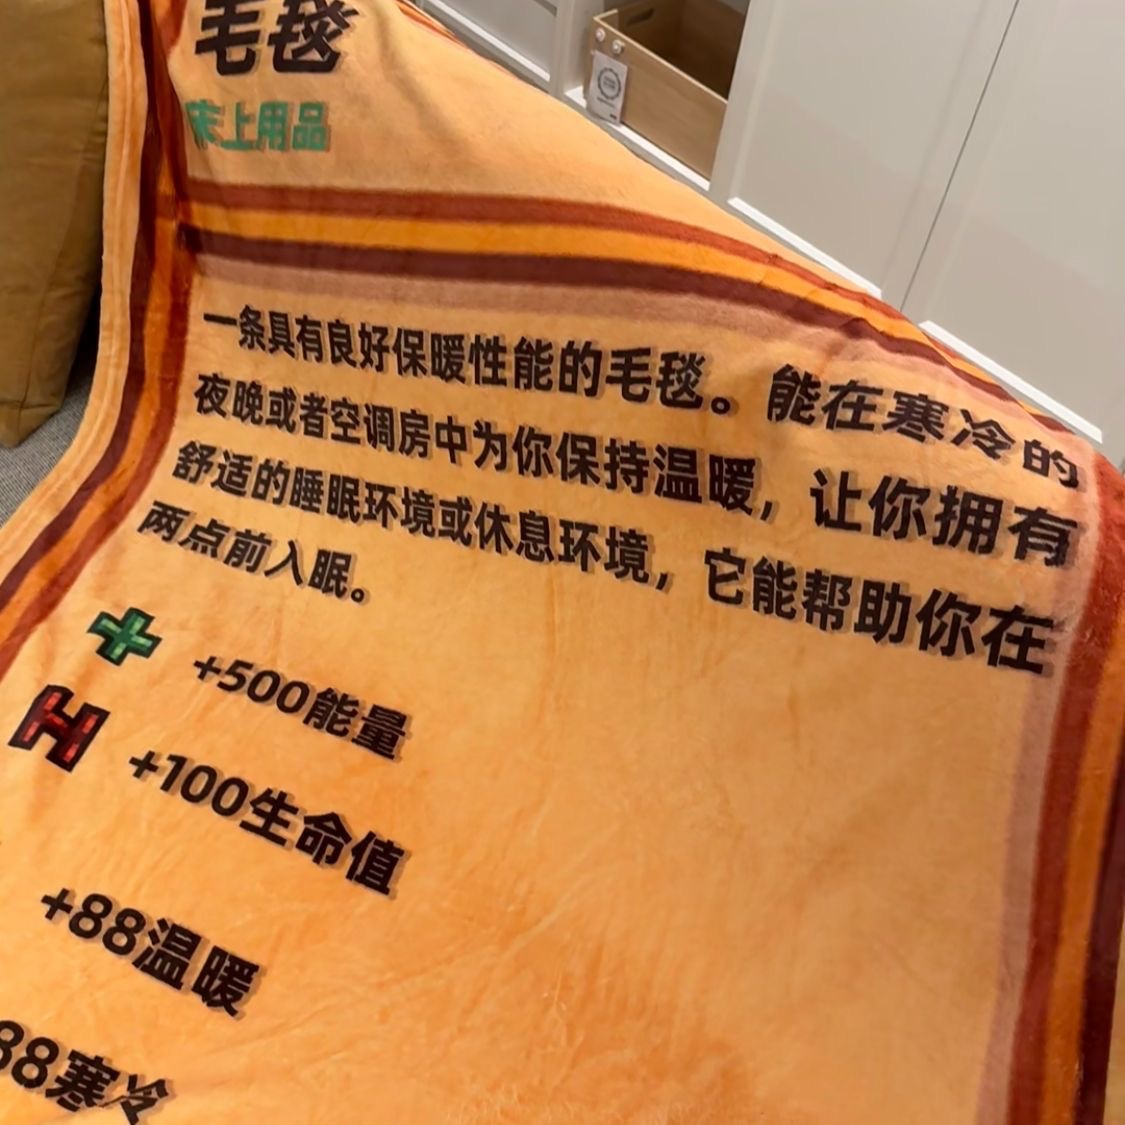 毛毯
床上用品
一条具有良好保暖性能的毛毯。能在寒冷的
夜晚或者空调房中为你保持温暖，让你拥有
舒适的睡眠环境或休息环境，它能帮助你在
两点前入眠。
+500能量
+100生命值
+88温暖
88寒冷